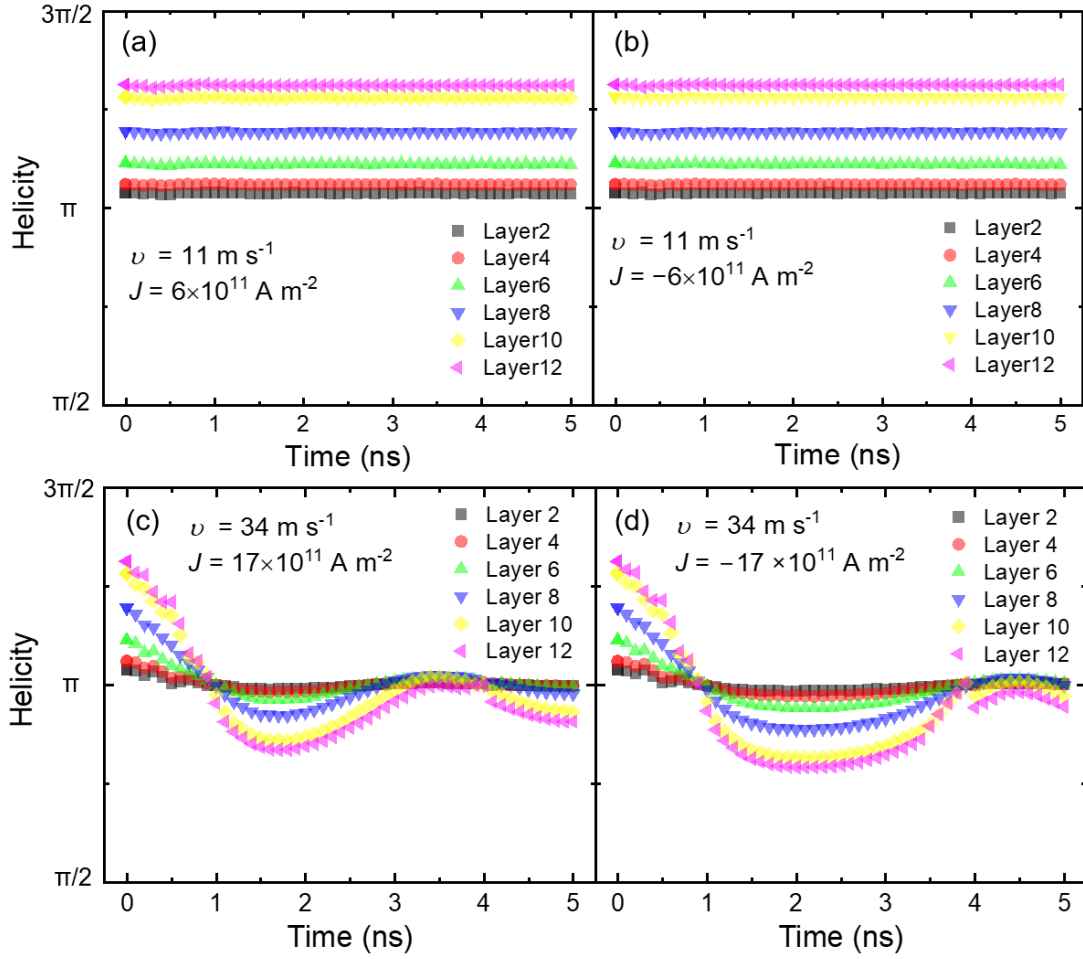 3π/2
π
π/2
Helicity
(a)
υ = 11 m s⁻¹
J = 6×10¹¹ A m⁻²
Layer2
Layer4
Layer6
Layer8
Layer10
Layer12
0 1 2 3 4 5
Time (ns)
(b)
υ = 11 m s⁻¹
J = −6×10¹¹ A m⁻²
Layer2
Layer4
Layer6
Layer8
Layer10
Layer12
0 1 2 3 4 5
Time (ns)
3π/2
π
π/2
Helicity
(c)
υ = 34 m s⁻¹
J = 17×10¹¹ A m⁻²
Layer 2
Layer 4
Layer 6
Layer 8
Layer 10
Layer 12
0 1 2 3 4 5
Time (ns)
(d)
υ = 34 m s⁻¹
J = −17 ×10¹¹ A m⁻²
Layer 2
Layer 4
Layer 6
Layer 8
Layer 10
Layer 12
0 1 2 3 4 5
Time (ns)